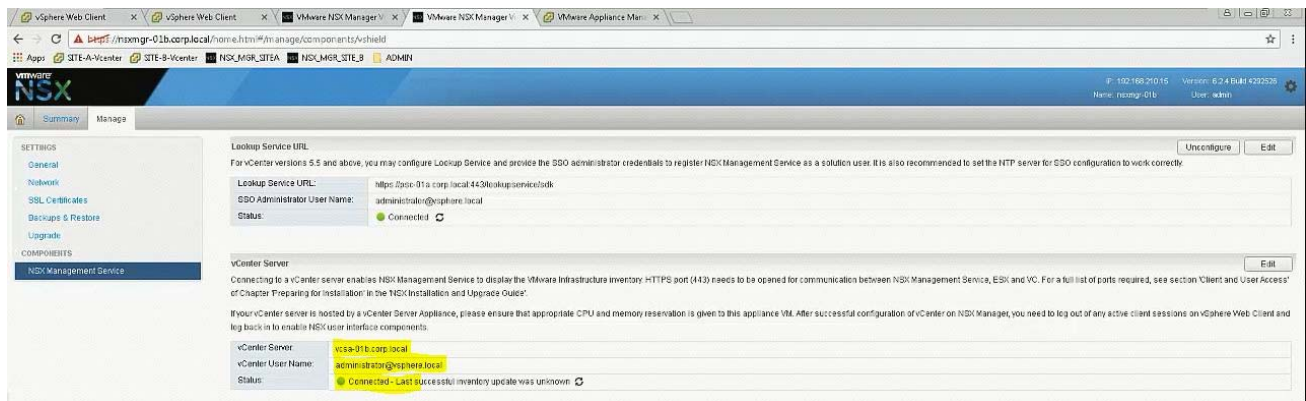 vSphere Web Client
vSphere Web Client
VMware NSX Manager V
VMware NSX Manager V
VMware Appliance Man
https://nsxmgr-01b.corp.local/home.html#/manage/components/vshield
Apps SITE-A-Vcenter SITE-B-Vcenter NSX_MGR_SITEA NSX_MGR_SITE_B ADMIN
vmware
NSX
IP: 192.168.210.15 Version: 6.2.4 Build 4292526
Name: nsxmgr-01b User: admin
Summary Manage
SETTINGS
General
Network
SSL Certificates
Backups & Restore
Upgrade
COMPONENTS
NSX Management Service
Lookup Service URL
Unconfigure Edit
For vCenter versions 5.5 and above, you may configure Lookup Service and provide the SSO administrator credentials to register NSX Management Service as a solution user. It is also recommended to set the NTP server for SSO configuration to work correctly.
Lookup Service URL: https://psc-01a.corp.local:443/lookupservice/sdk
SSO Administrator User Name: administrator@vsphere.local
Status: Connected
vCenter Server
Edit
Connecting to a vCenter server enables NSX Management Service to display the VMware Infrastructure inventory. HTTPS port (443) needs to be opened for communication between NSX Management Service, ESX and VC. For a full list of ports required, see section 'Client and User Access'
of Chapter 'Preparing for Installation' in the 'NSX Installation and Upgrade Guide'.
If your vCenter server is hosted by a vCenter Server Appliance, please ensure that appropriate CPU and memory reservation is given to this appliance VM. After successful configuration of vCenter on NSX Manager, you need to log out of any active client sessions on vSphere Web Client and
log back in to enable NSX user interface components.
vCenter Server: vcsa-01b.corp.local
vCenter User Name: administrator@vsphere.local
Status: Connected - Last successful inventory update was unknown